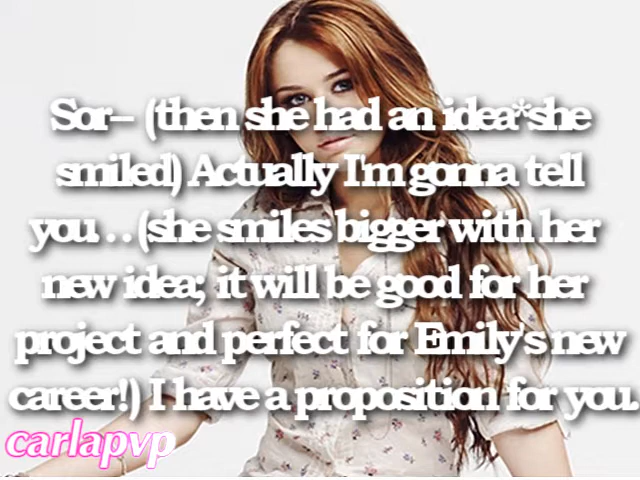 Sor-- (then she had an idea*she
smiled) Actually I'm gonna tell
you. . . (she smiles bigger with her
new idea; it will be good for her
project and perfect for Emily's new
career!) I have a proposition for you.
carlapvp